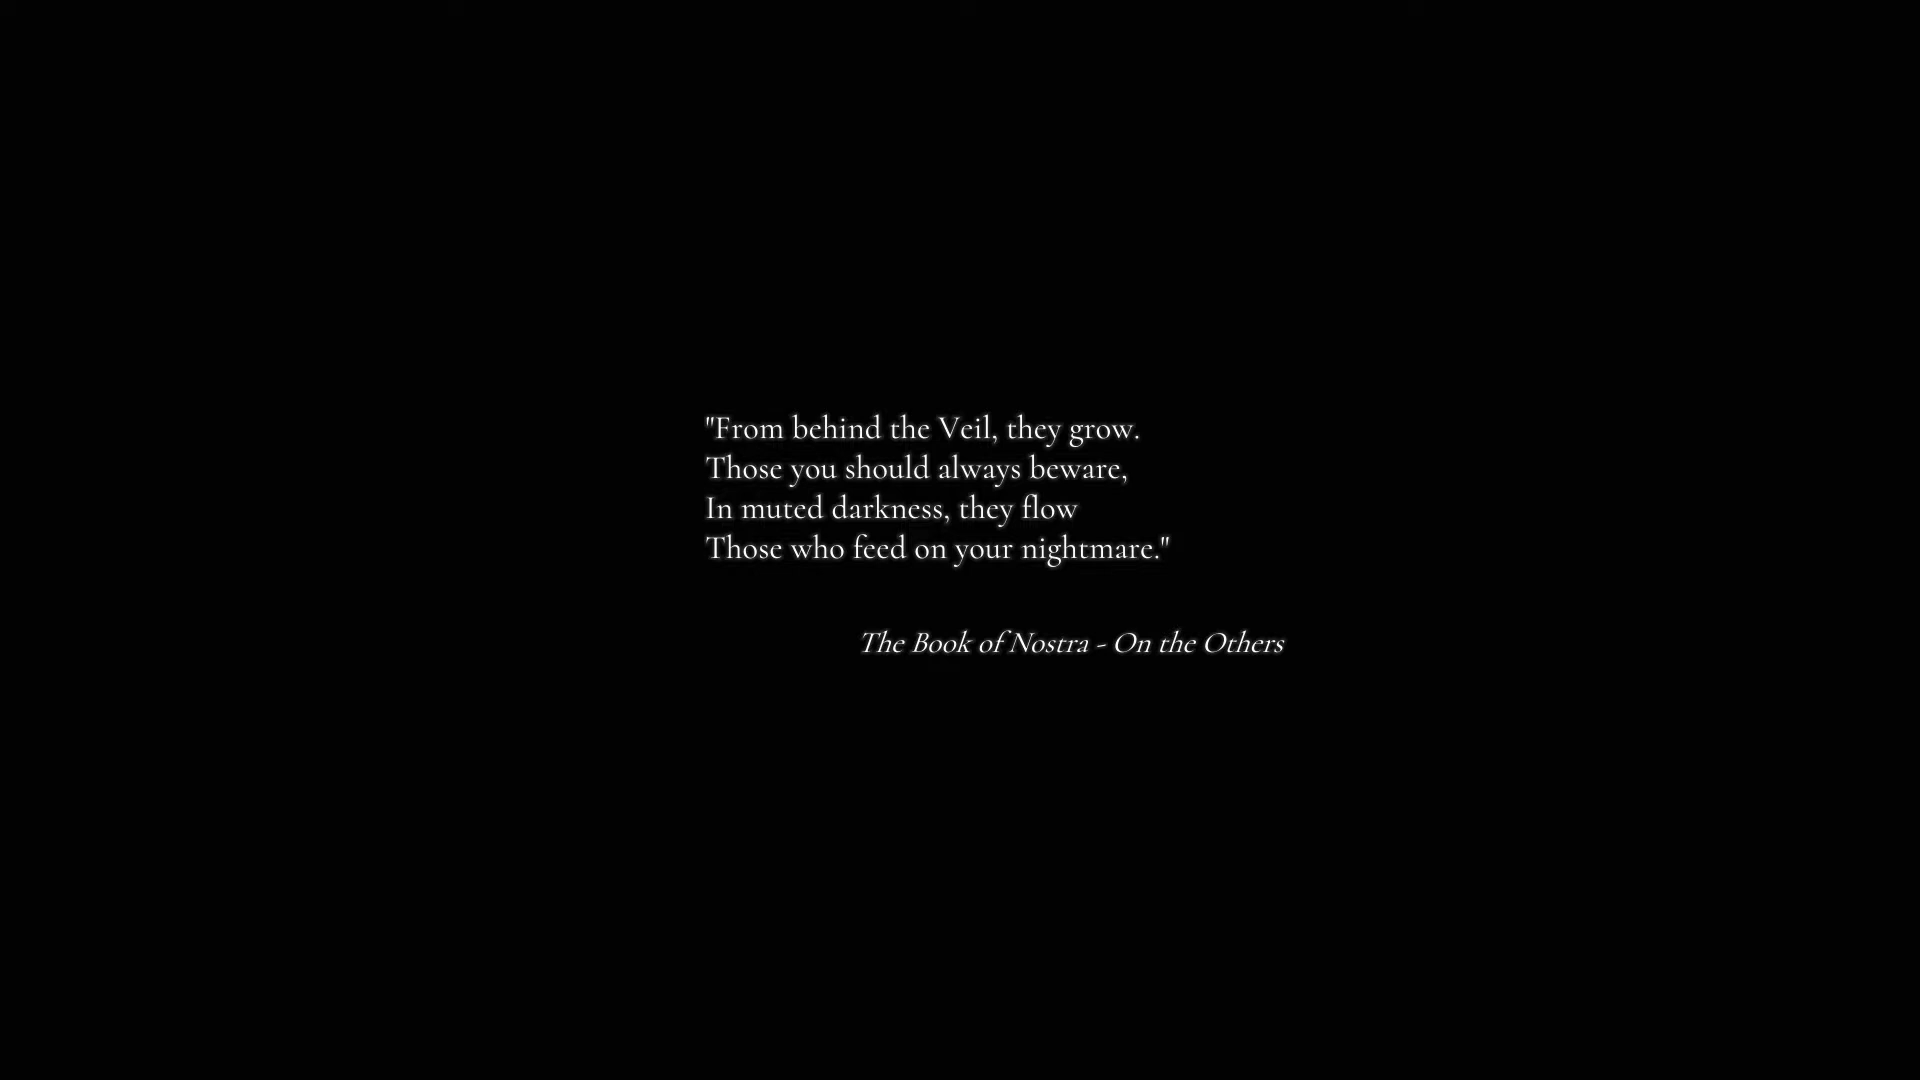 "From behind the Veil, they grow.
Those you should always beware,
In muted darkness, they flow
Those who feed on your nightmare."
The Book of Nostra - On the Others